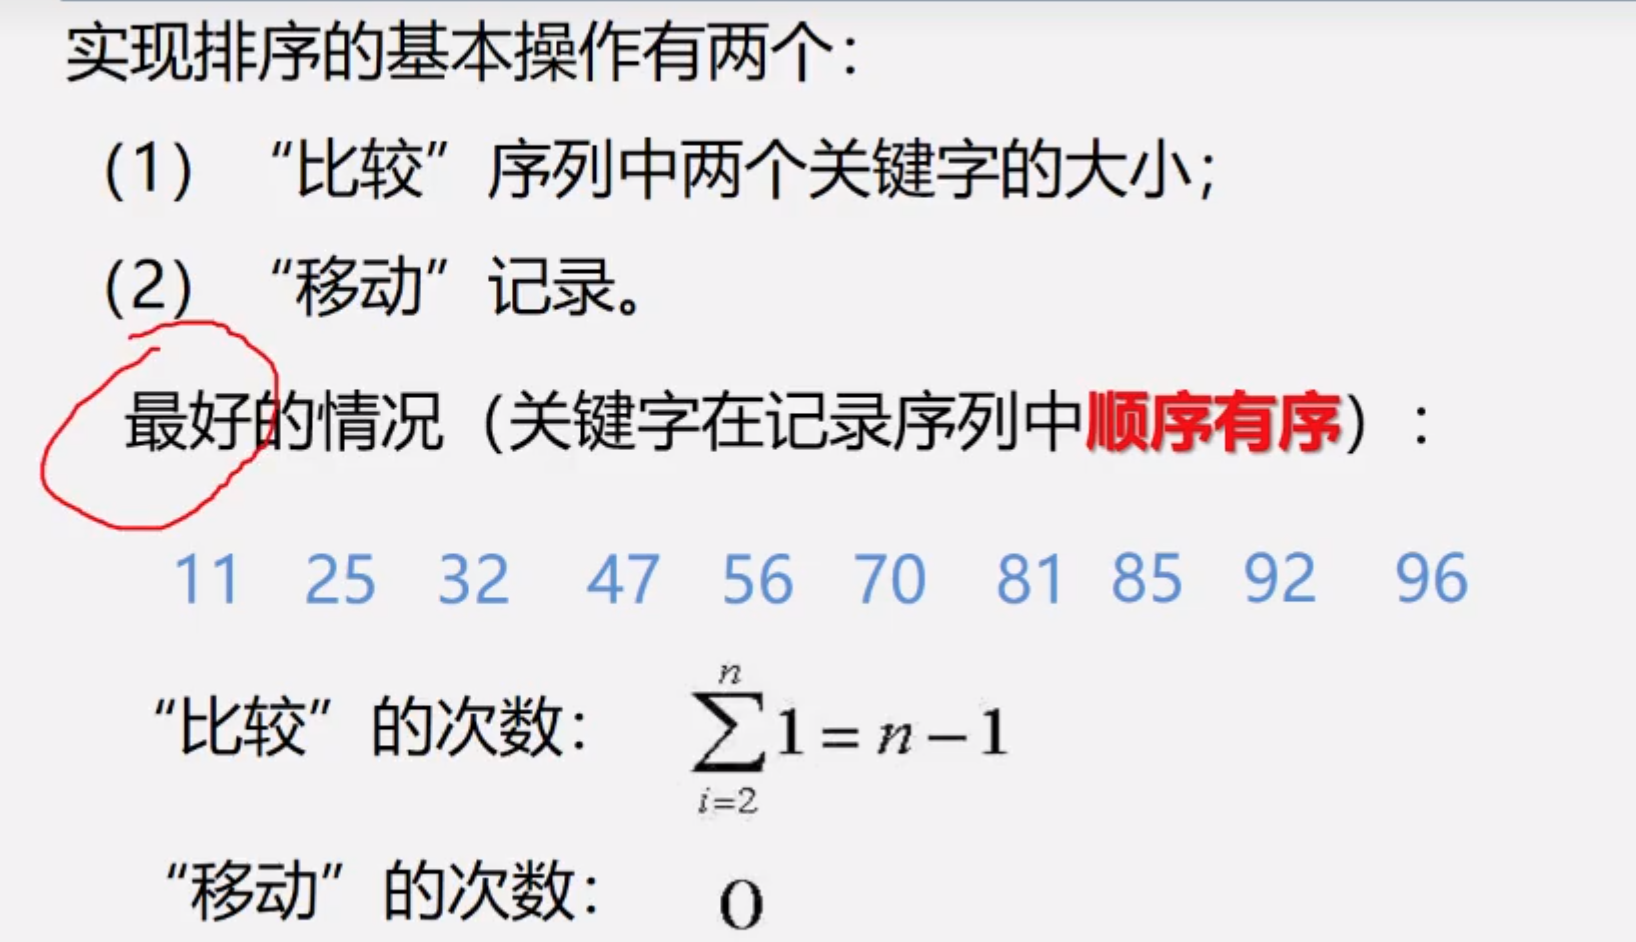 实现排序的基本操作有两个：
（1） “比较”序列中两个关键字的大小；
（2） “移动”记录。
最好的情况（关键字在记录序列中顺序有序）：
11 25 32 47 56 70 81 85 92 96
“比较”的次数： \sum_{i=2}^{n} 1 = n - 1
“移动”的次数： 0